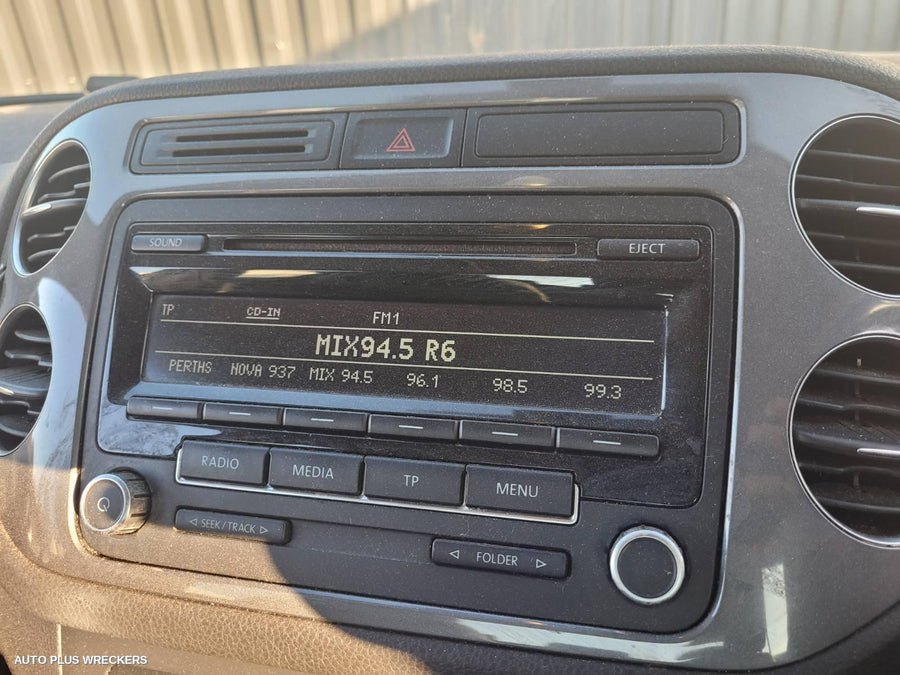 SOUND EJECT
TP CD-IN FM1
MIX94.5 R6
PERTHS NOVA 937 MIX 94.5 96.1 98.5 99.3
RADIO MEDIA TP MENU
SEEK/TRACK
FOLDER
AUTO PLUS WRECKERS